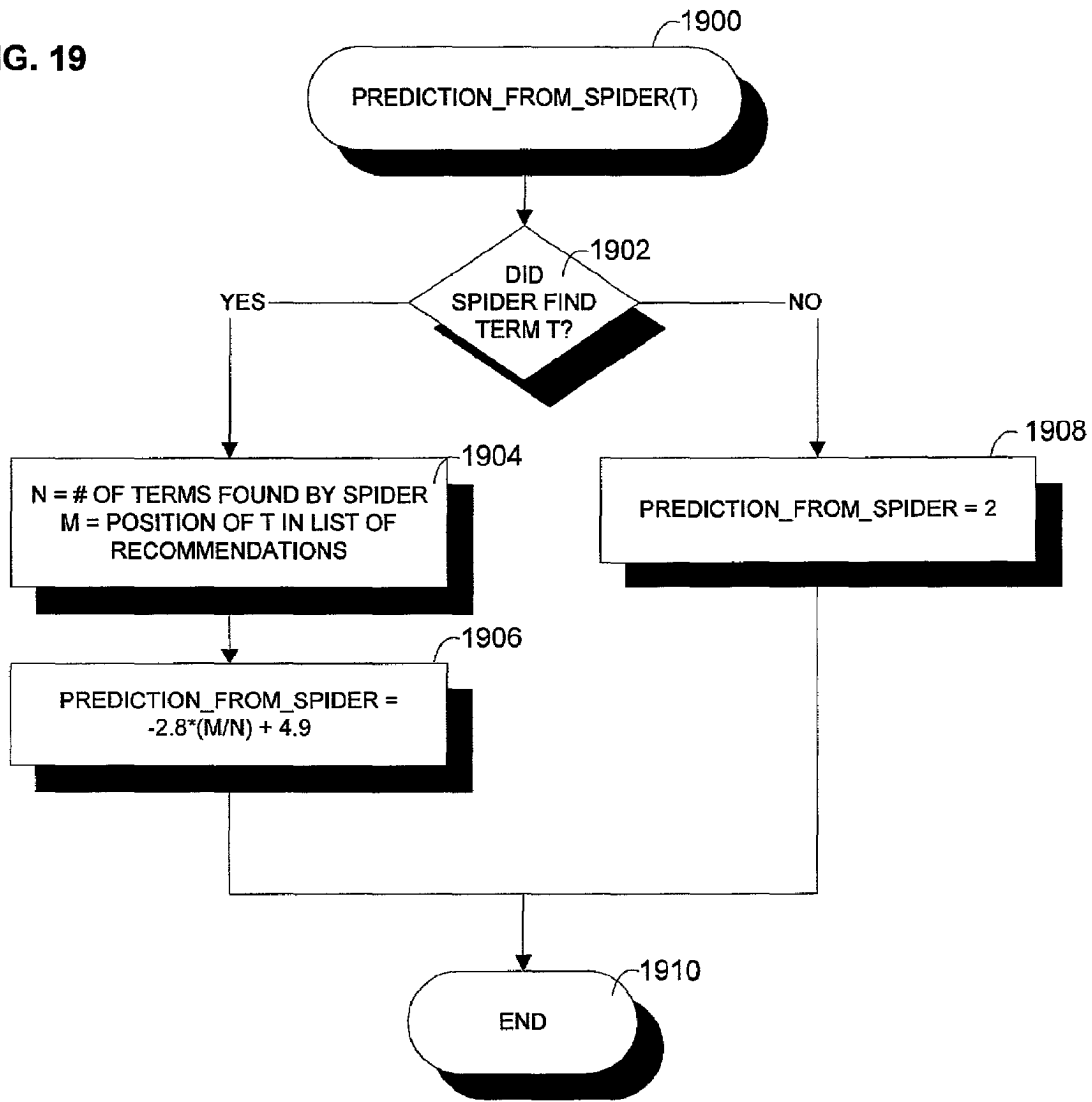 IG. 19
1900
PREDICTION_FROM_SPIDER(T)
1902
DID
SPIDER FIND
TERM T?
YES
NO
1904
N = # OF TERMS FOUND BY SPIDER
M = POSITION OF T IN LIST OF
RECOMMENDATIONS
1908
PREDICTION_FROM_SPIDER = 2
1906
PREDICTION_FROM_SPIDER =
-2.8*(M/N) + 4.9
1910
END